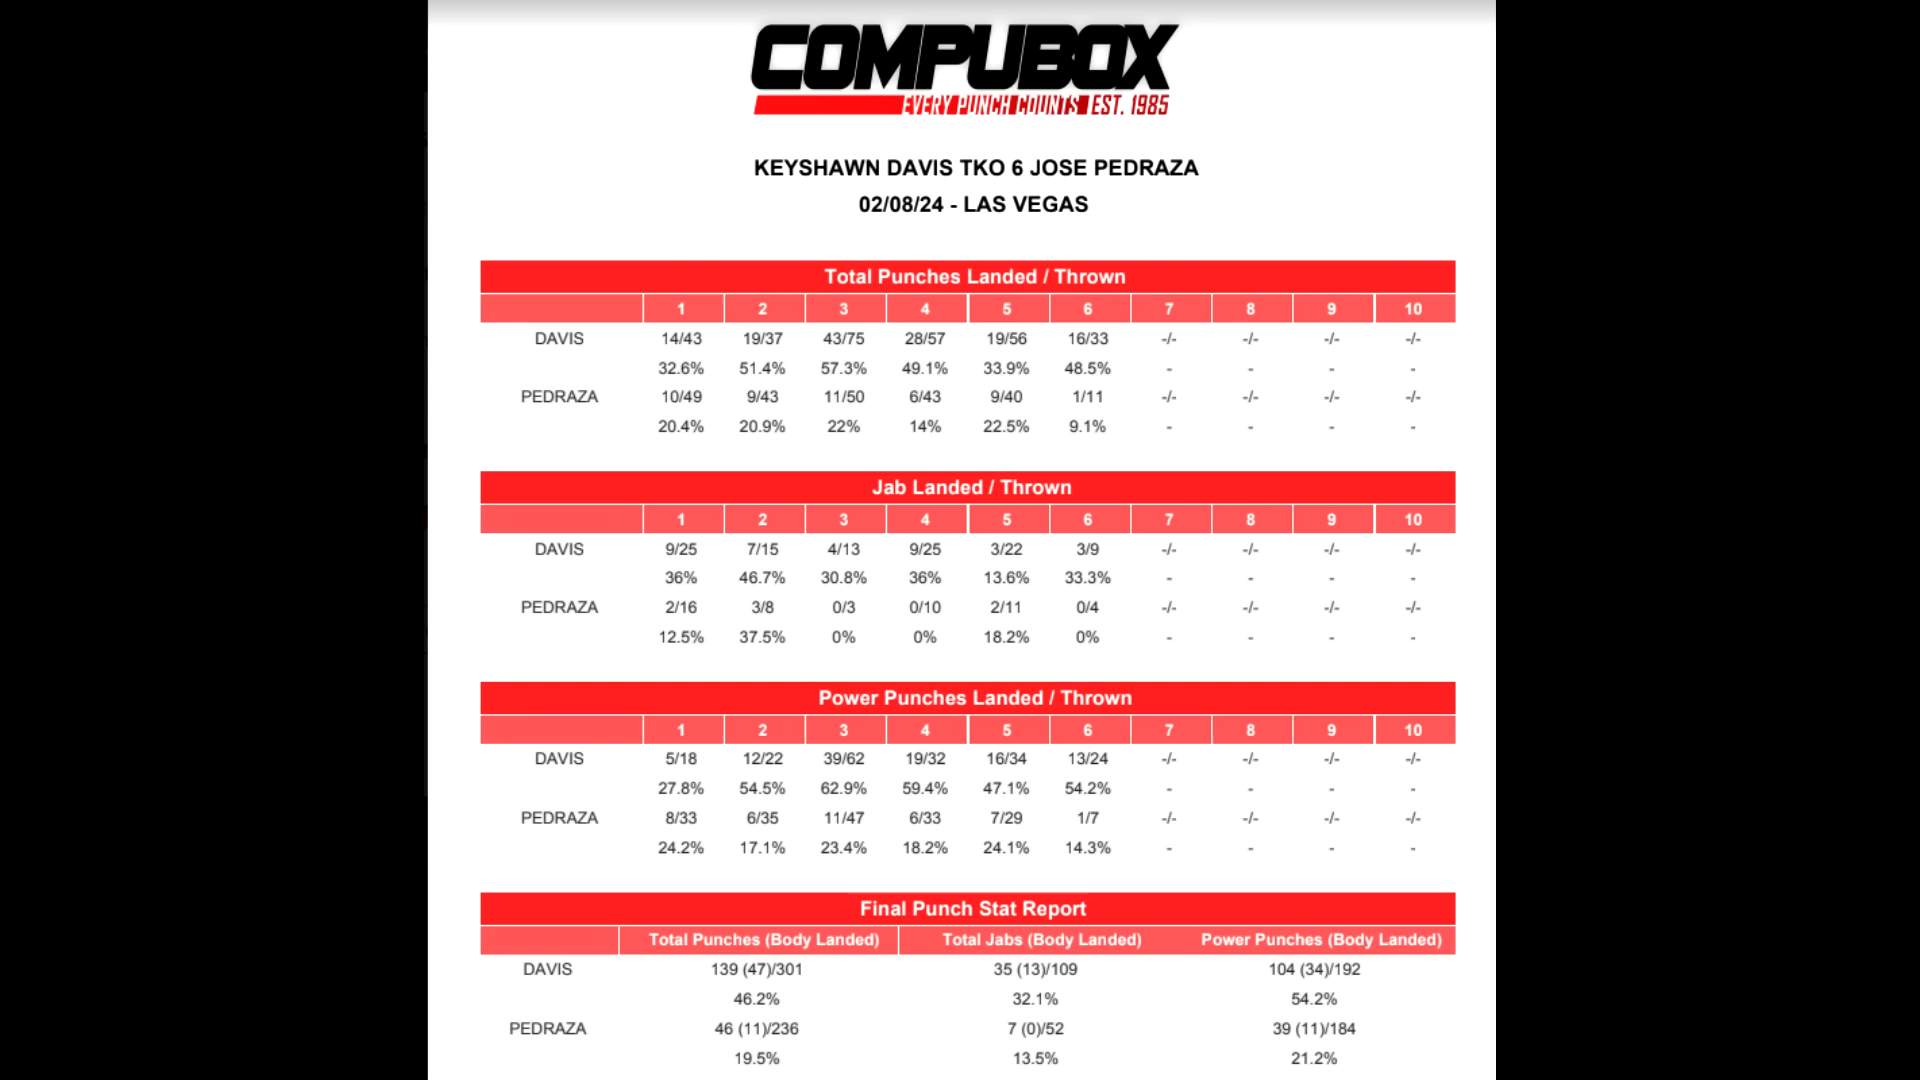 COMPUBOX
EVERY PUNCH COUNTS EST. 1985
KEYSHAWN DAVIS TKO 6 JOSE PEDRAZA
02/08/24 - LAS VEGAS
Total Punches Landed / Thrown
1 2 3 4 5 6 7 8 9 10
DAVIS 14/43 19/37 43/75 28/57 19/56 16/33 -/- -/- -/- -/-
32.6% 51.4% 57.3% 49.1% 33.9% 48.5% - - - -
PEDRAZA 10/49 9/43 11/50 6/43 9/40 1/11 -/- -/- -/- -/-
20.4% 20.9% 22% 14% 22.5% 9.1% - - - -
Jab Landed / Thrown
1 2 3 4 5 6 7 8 9 10
DAVIS 9/25 7/15 4/13 9/25 3/22 3/9 -/- -/- -/- -/-
36% 46.7% 30.8% 36% 13.6% 33.3% - - - -
PEDRAZA 2/16 3/8 0/3 0/10 2/11 0/4 -/- -/- -/- -/-
12.5% 37.5% 0% 0% 18.2% 0% - - - -
Power Punches Landed / Thrown
1 2 3 4 5 6 7 8 9 10
DAVIS 5/18 12/22 39/62 19/32 16/34 13/24 -/- -/- -/- -/-
27.8% 54.5% 62.9% 59.4% 47.1% 54.2% - - - -
PEDRAZA 8/33 6/35 11/47 6/33 7/29 1/7 -/- -/- -/- -/-
24.2% 17.1% 23.4% 18.2% 24.1% 14.3% - - - -
Final Punch Stat Report
Total Punches (Body Landed) Total Jabs (Body Landed) Power Punches (Body Landed)
DAVIS 139 (47)/301 35 (13)/109 104 (34)/192
46.2% 32.1% 54.2%
PEDRAZA 46 (11)/236 7 (0)/52 39 (11)/184
19.5% 13.5% 21.2%